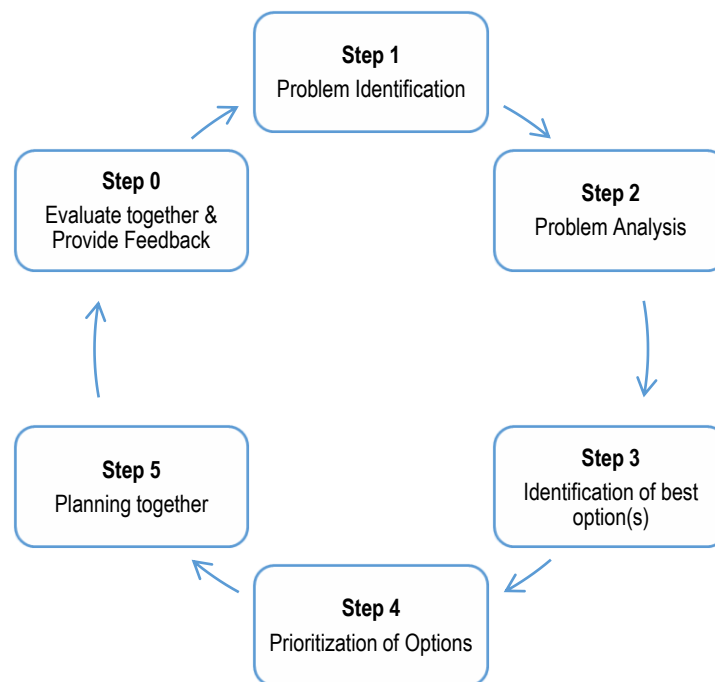 Step 1
Problem Identification
Step 2
Problem Analysis
Step 3
Identification of best
option(s)
Step 4
Prioritization of Options
Step 5
Planning together
Step 0
Evaluate together &
Provide Feedback